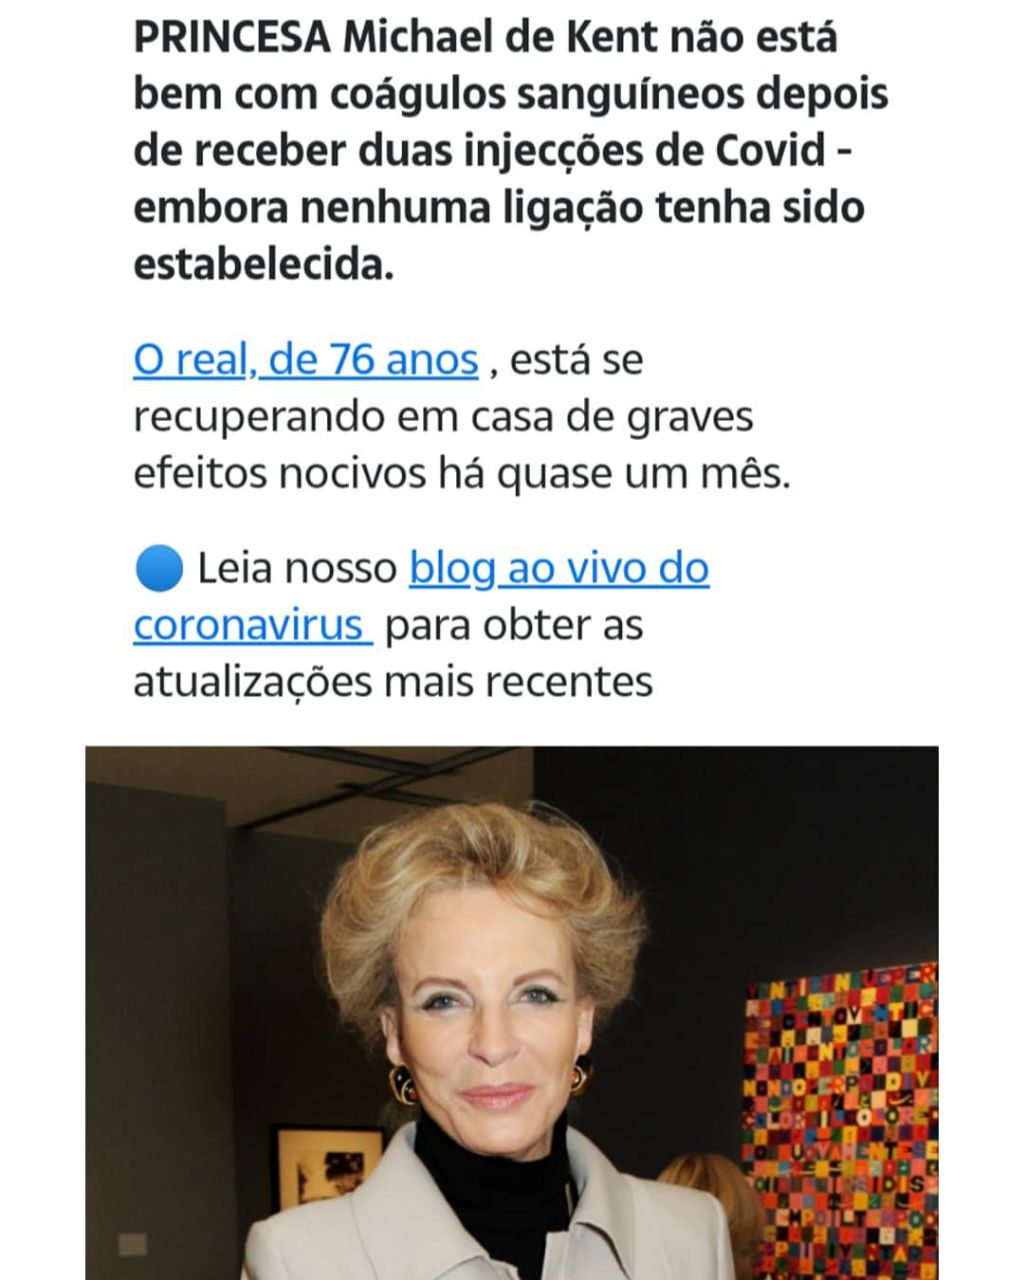 PRINCESA Michael de Kent não está
bem com coágulos sanguíneos depois
de receber duas injecções de Covid -
embora nenhuma ligação tenha sido
estabelecida.
O real, de 76 anos , está se
recuperando em casa de graves
efeitos nocivos há quase um mês.
Leia nosso blog ao vivo do
coronavirus para obter as
atualizações mais recentes